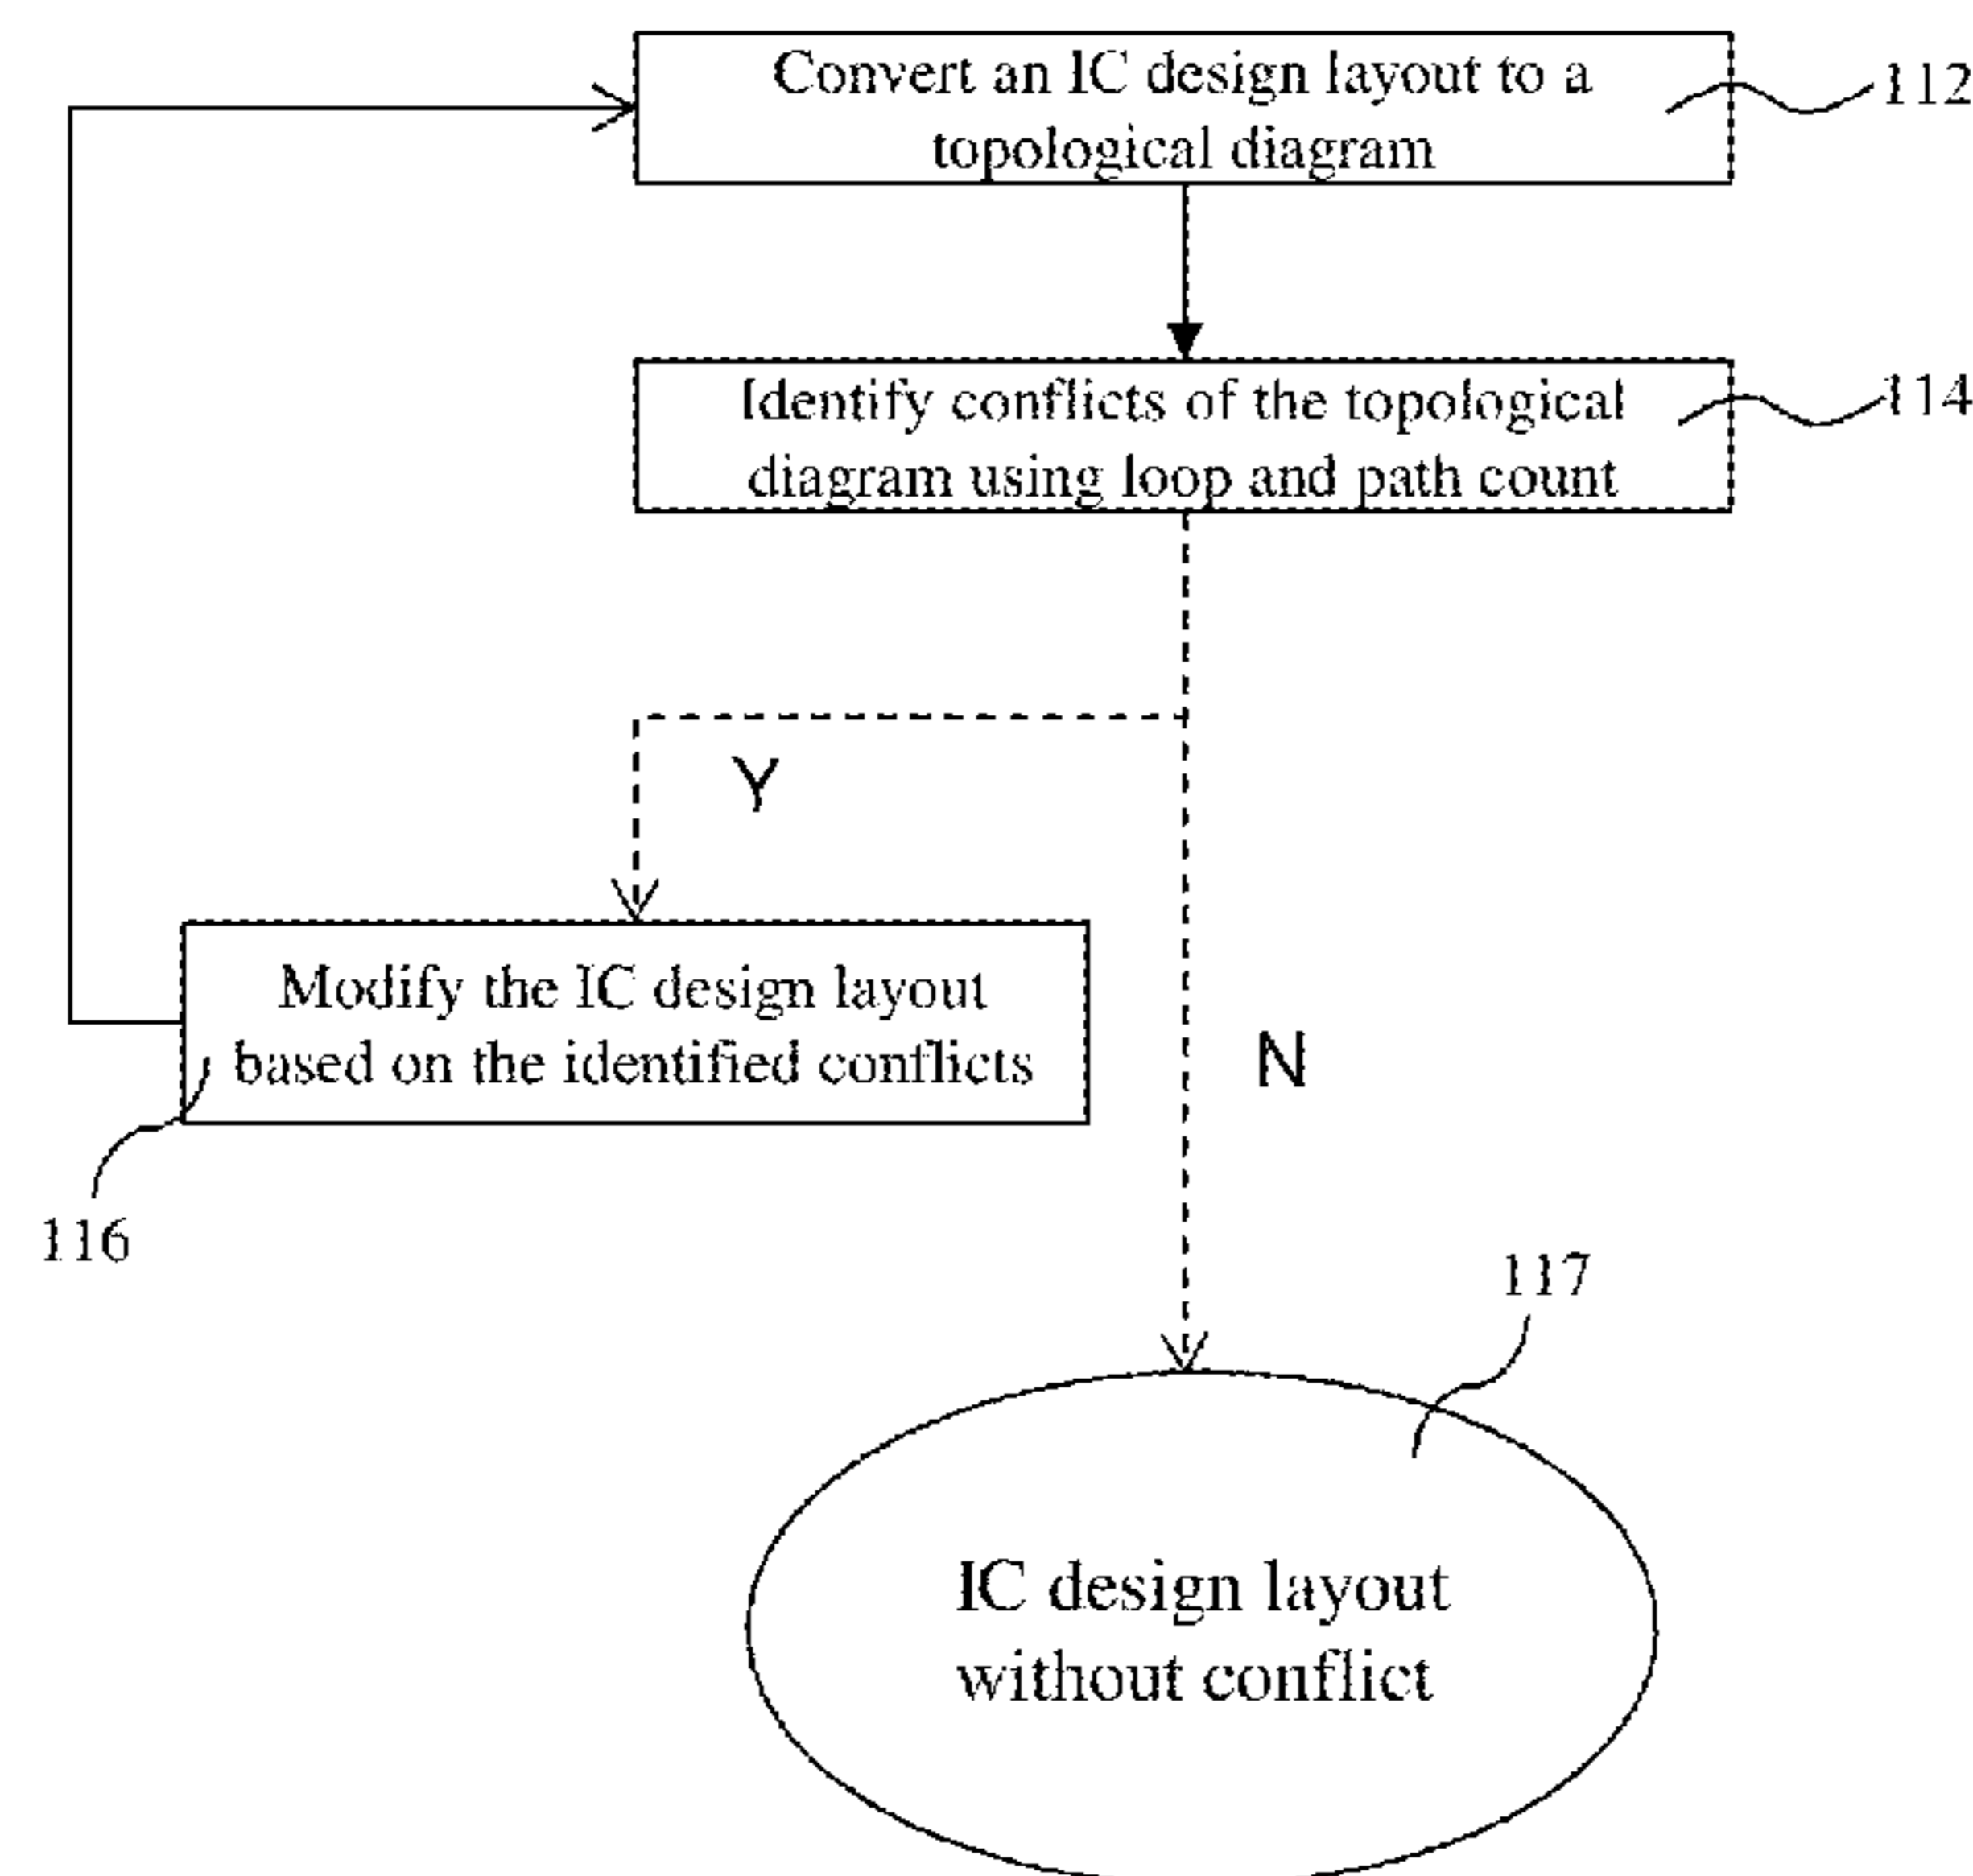 Convert an IC design layout to a
topological diagram
112
Identify conflicts of the topological
diagram using loop and path count
114
Y
Modify the IC design layout
based on the identified conflicts
N
116
117
IC design layout
without conflict